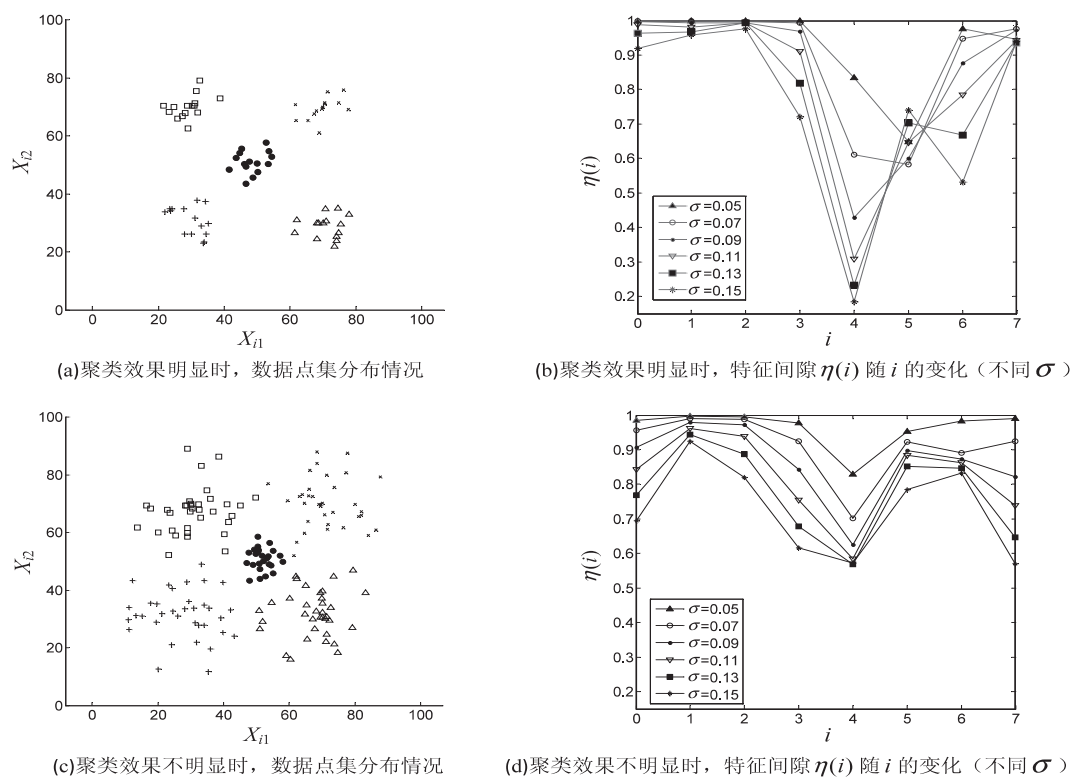 100
80
60
40
20
0
X_{i2}
0 20 40 60 80 100
X_{i1}
(a)聚类效果明显时，数据点集分布情况
1
0.9
0.8
0.7
0.6
0.5
0.4
0.3
0.2
η(i)
σ=0.05
σ=0.07
σ=0.09
σ=0.11
σ=0.13
σ=0.15
0 1 2 3 4 5 6 7
i
(b)聚类效果明显时，特征间隙η(i) 随 i 的变化（不同σ）
100
80
60
40
20
0
X_{i2}
0 20 40 60 80 100
X_{i1}
(c)聚类效果不明显时，数据点集分布情况
1
0.9
0.8
0.7
0.6
0.5
0.4
0.3
0.2
η(i)
σ=0.05
σ=0.07
σ=0.09
σ=0.11
σ=0.13
σ=0.15
0 1 2 3 4 5 6 7
i
(d)聚类效果不明显时，特征间隙η(i) 随 i 的变化（不同 σ）